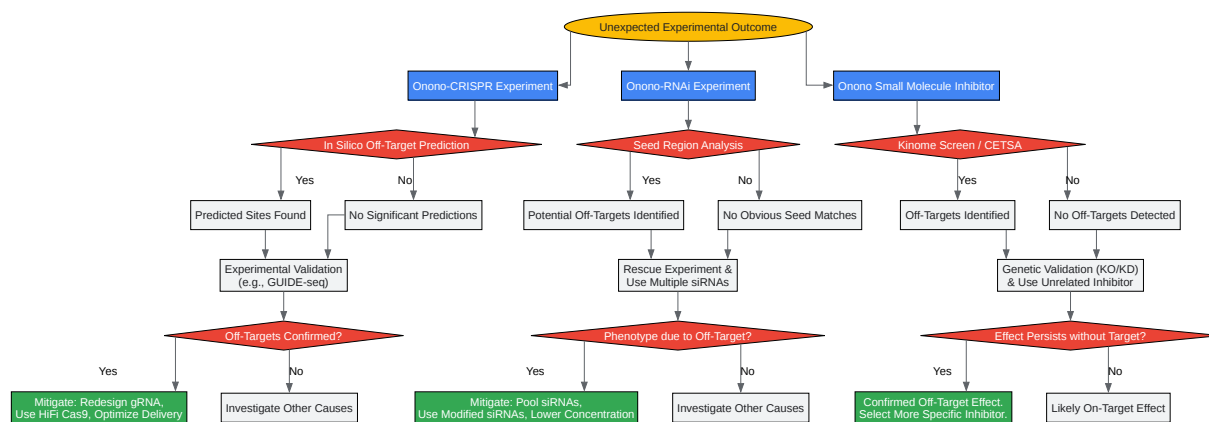 Unexpected Experimental Outcome
Onono-CRISPR Experiment
Onono-RNAi Experiment
Onono Small Molecule Inhibitor
In Silico Off-Target Prediction
Seed Region Analysis
Kinome Screen / CETSA
Yes
No
Yes
No
Yes
No
Predicted Sites Found
No Significant Predictions
Potential Off-Targets Identified
No Obvious Seed Matches
Off-Targets Identified
No Off-Targets Detected
Experimental Validation
(e.g., GUIDE-seq)
Rescue Experiment &
Use Multiple siRNAs
Genetic Validation (KO/KD)
& Use Unrelated Inhibitor
Off-Targets Confirmed?
Phenotype due to Off-Target?
Effect Persists without Target?
Yes
No
Yes
No
Yes
No
Mitigate: Redesign gRNA,
Use HiFi Cas9, Optimize Delivery
Investigate Other Causes
Mitigate: Pool siRNAs,
Use Modified siRNAs, Lower Concentration
Investigate Other Causes
Confirmed Off-Target Effect.
Select More Specific Inhibitor.
Likely On-Target Effect